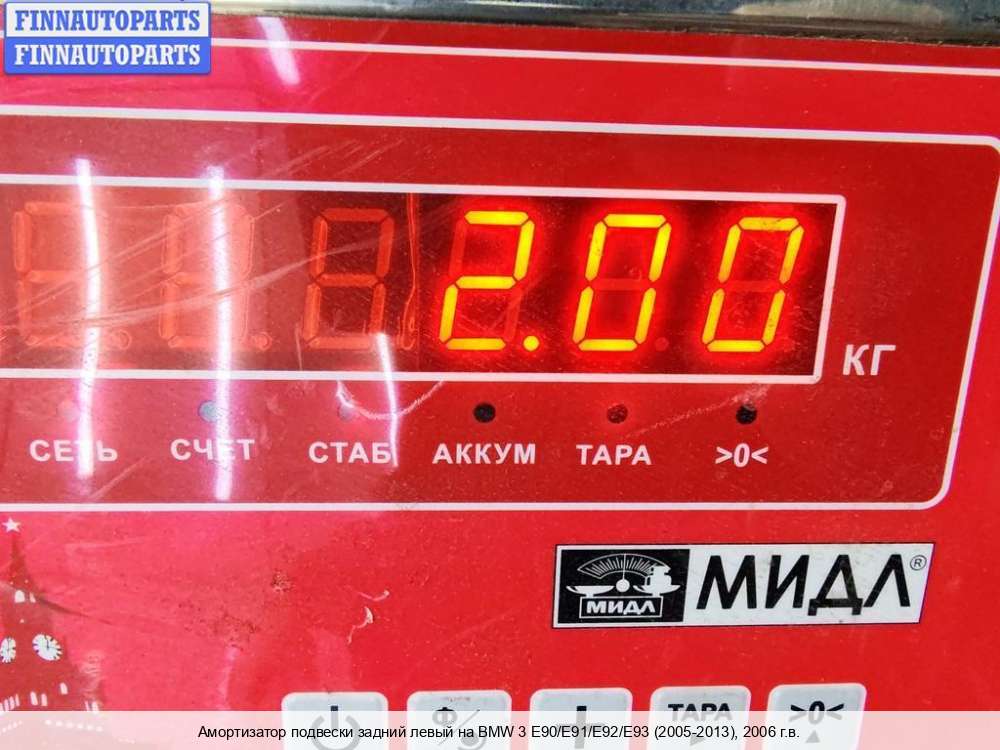 FINNAUTOPARTS
FINNAUTOPARTS
2.00
КГ
СЕТЬ СЧЕТ СТАБ АККУМ ТАРА >0<
МИДЛ МИДЛ®
ТАРА >0<
Амортизатор подвески задний левый на BMW 3 E90/E91/E92/E93 (2005-2013), 2006 г.в.